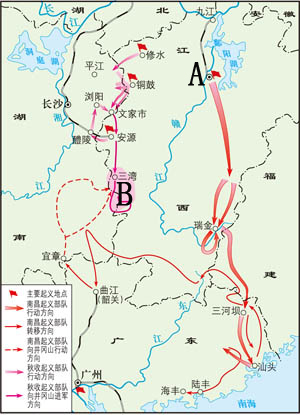 湖
北
安
徽
九江
修水
江
鄱
阳
湖
洞
庭
湖
平江
铜鼓
A
长沙
浏阳
文家市
湘
赣
醴陵
安源
湖
江
三湾
B
江
福
西
瑞金
南
宜章
建
曲江
(韶关)
三河坝
东
江
广
东
汕头
广州
海丰
陆丰
南海
主要起义地点
南昌起义部队
行动方向
南昌起义部队
转移方向
南昌起义部队
向井冈山行动
方向
秋收起义部队
行动方向
秋收起义部队
向井冈山进军
方向